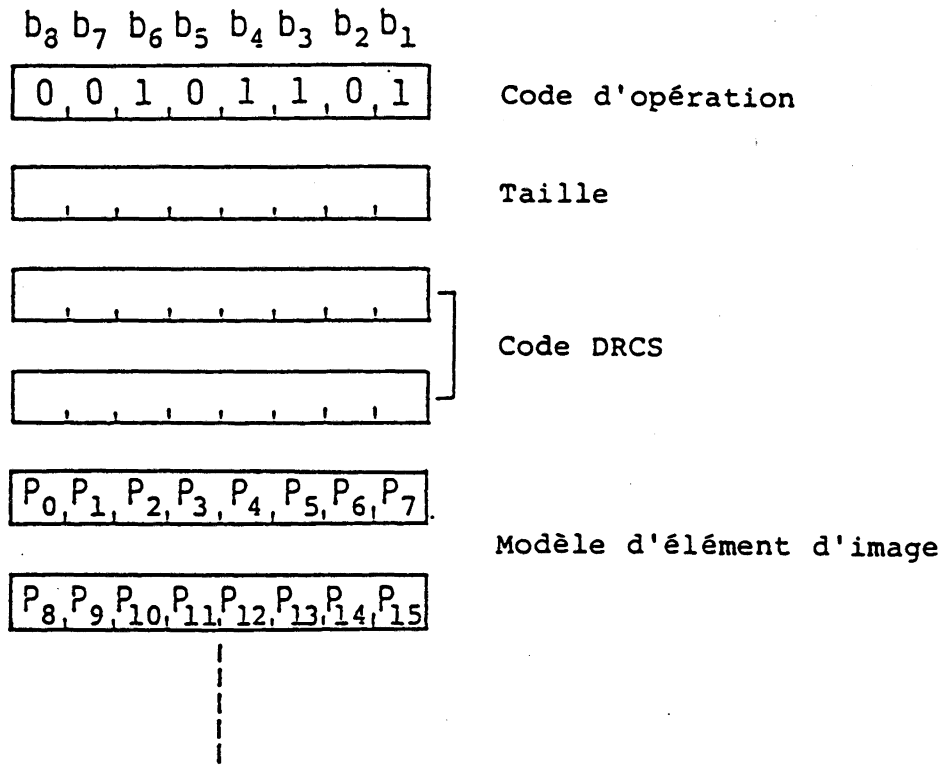 b₈ b₇ b₆ b₅ b₄ b₃ b₂ b₁
0 0 1 0 1 1 0 1 Code d'opération
Taille
Code DRCS
P₀ P₁ P₂ P₃ P₄ P₅ P₆ P₇
Modèle d'élément d'image
P₈ P₉ P₁₀ P₁₁ P₁₂ P₁₃ P₁₄ P₁₅